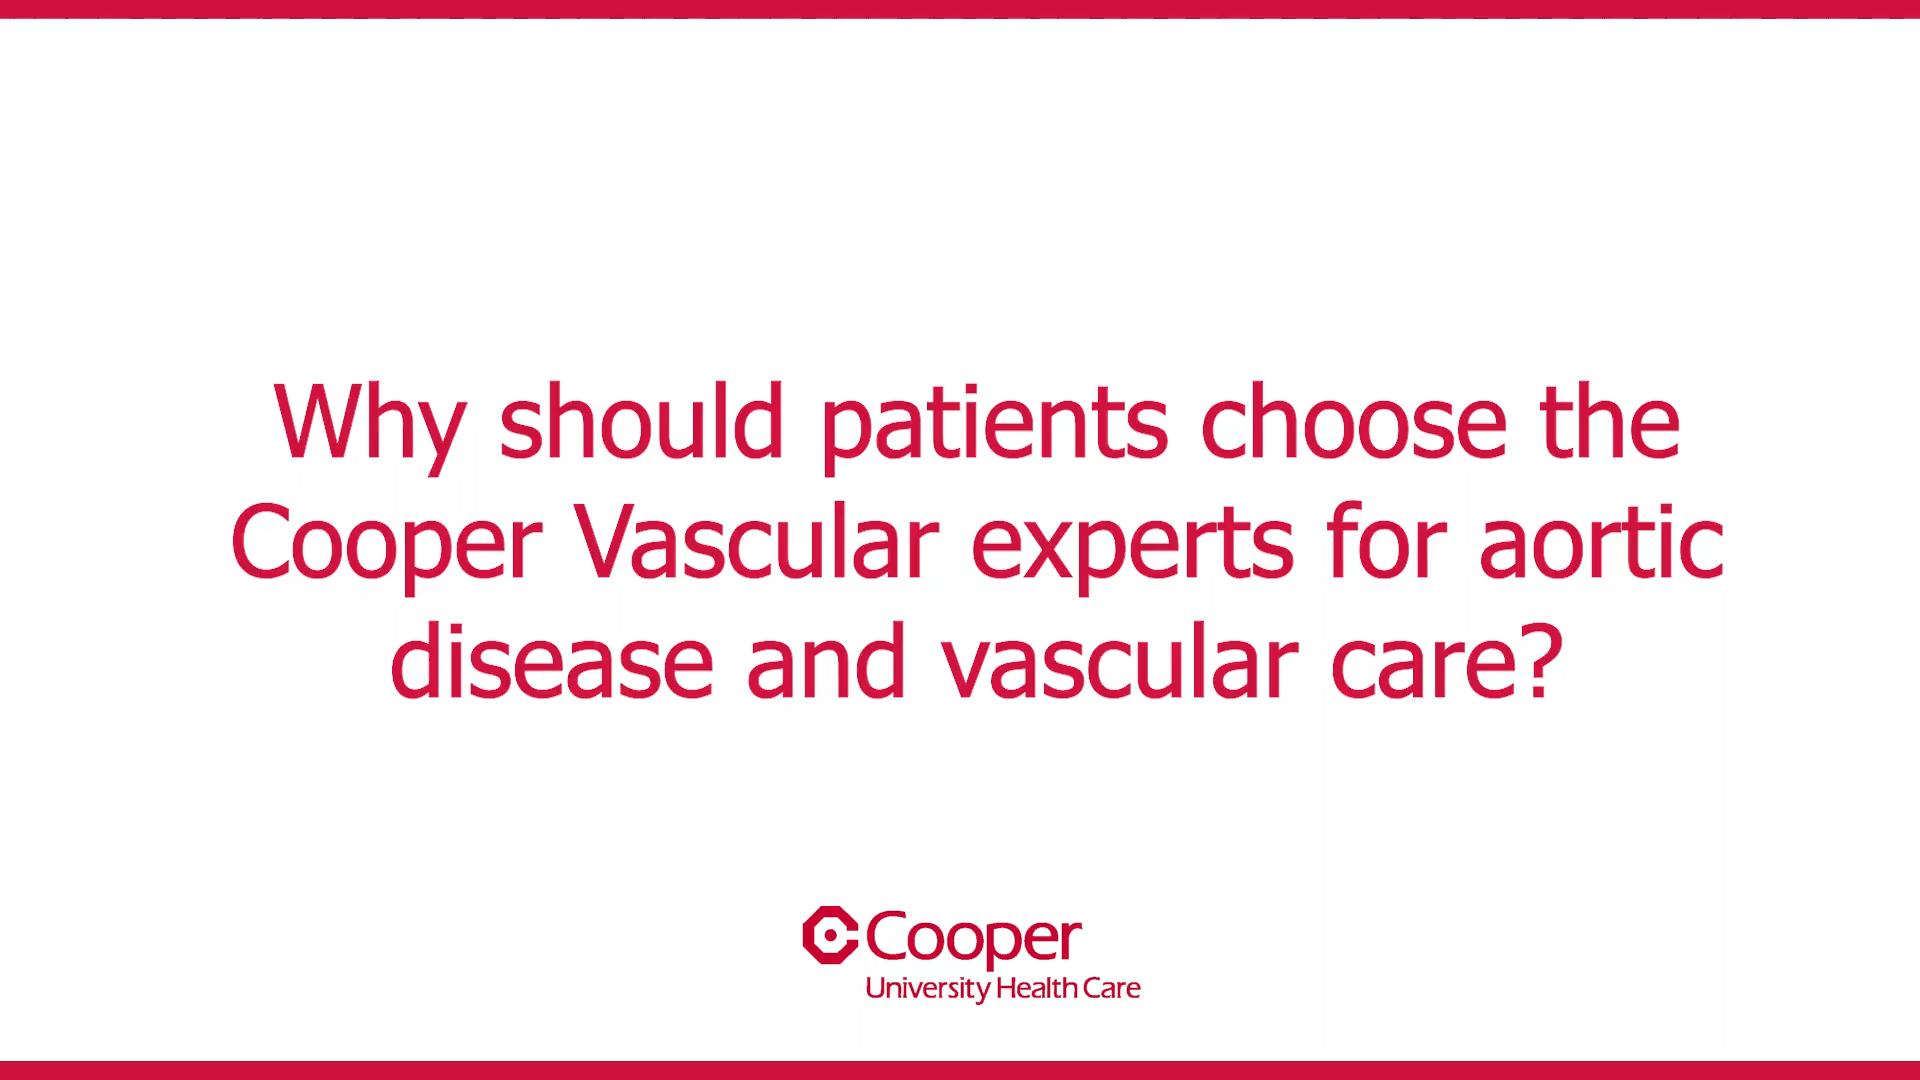 Why should patients choose the
Cooper Vascular experts for aortic
disease and vascular care?
Cooper
University Health Care